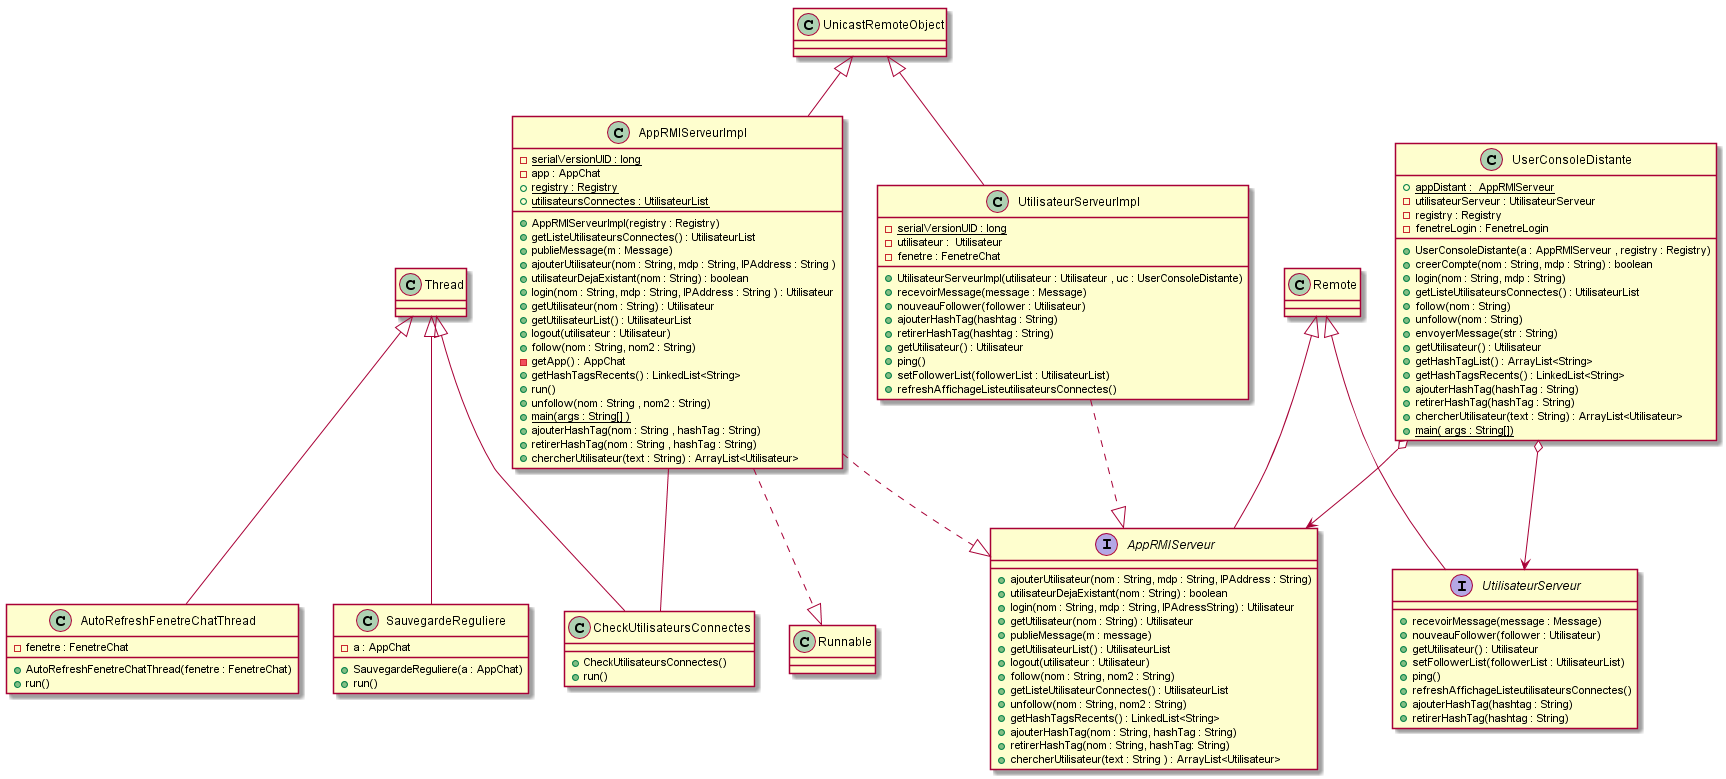 C UnicastRemoteObject
C AppRMIServeurImpl
serialVersionUID : long
app : AppChat
registry : Registry
utilisateursConnectes : UtilisateurList
AppRMIServeurImpl(registry : Registry)
getListeUtilisateursConnectes() : UtilisateurList
publieMessage(m : Message)
ajouterUtilisateur(nom : String, mdp : String, IPAddress : String )
utilisateurDejaExistant(nom : String) : boolean
login(nom : String, mdp : String, IPAddress : String ) : Utilisateur
getUtilisateur(nom : String) : Utilisateur
getUtilisateurList() : UtilisateurList
logout(utilisateur : Utilisateur)
follow(nom : String, nom2 : String)
getApp() : AppChat
getHashTagsRecents() : LinkedList<String>
run()
unfollow(nom : String , nom2 : String)
main(args : String[] )
ajouterHashTag(nom : String , hashTag : String)
retirerHashTag(nom : String , hashTag : String)
chercherUtilisateur(text : String) : ArrayList<Utilisateur>
C UtilisateurServeurImpl
serialVersionUID : long
utilisateur :  Utilisateur
fenetre : FenetreChat
UtilisateurServeurImpl(utilisateur : Utilisateur , uc : UserConsoleDistante)
recevoirMessage(message : Message)
nouveauFollower(follower : Utilisateur)
ajouterHashTag(hashtag : String)
retirerHashTag(hashtag : String)
getUtilisateur() : Utilisateur
ping()
setFollowerList(followerList : UtilisateurList)
refreshAffichageListeutilisateursConnectes()
C UserConsoleDistante
appDistant :  AppRMIServeur
utilisateurServeur : UtilisateurServeur
registry : Registry
fenetreLogin : FenetreLogin
UserConsoleDistante(a : AppRMIServeur , registry : Registry)
creerCompte(nom : String, mdp : String) : boolean
login(nom : String, mdp : String)
getListeUtilisateursConnectes() : UtilisateurList
follow(nom : String)
unfollow(nom : String)
envoyerMessage(str : String)
getUtilisateur() : Utilisateur
getHashTagList() : ArrayList<String>
getHashTagsRecents() : LinkedList<String>
ajouterHashTag(hashTag : String)
retirerHashTag(hashTag : String)
chercherUtilisateur(text : String) : ArrayList<Utilisateur>
main( args : String[])
C Thread
C Remote
C AutoRefreshFenetreChatThread
fenetre : FenetreChat
AutoRefreshFenetreChatThread(fenetre : FenetreChat)
run()
C SauvegardeReguliere
a : AppChat
SauvegardeReguliere(a : AppChat)
run()
C CheckUtilisateursConnectes
CheckUtilisateursConnectes()
run()
C Runnable
I AppRMIServeur
ajouterUtilisateur(nom : String, mdp : String, IPAddress : String)
utilisateurDejaExistant(nom : String) : boolean
login(nom : String, mdp : String, IPAdressString) : Utilisateur
getUtilisateur(nom : String) : Utilisateur
publieMessage(m : message)
getUtilisateurList() : UtilisateurList
logout(utilisateur : Utilisateur)
follow(nom : String, nom2 : String)
getListeUtilisateurConnectes() : UtilisateurList
unfollow(nom : String, nom2 : String)
getHashTagsRecents() : LinkedList<String>
ajouterHashTag(nom : String, hashTag : String)
retirerHashTag(nom : String, hashTag: String)
chercherUtilisateur(text : String ) : ArrayList<Utilisateur>
I UtilisateurServeur
recevoirMessage(message : Message)
nouveauFollower(follower : Utilisateur)
getUtilisateur() : Utilisateur
setFollowerList(followerList : UtilisateurList)
ping()
refreshAffichageListeutilisateursConnectes()
ajouterHashTag(hashtag : String)
retirerHashTag(hashtag : String)